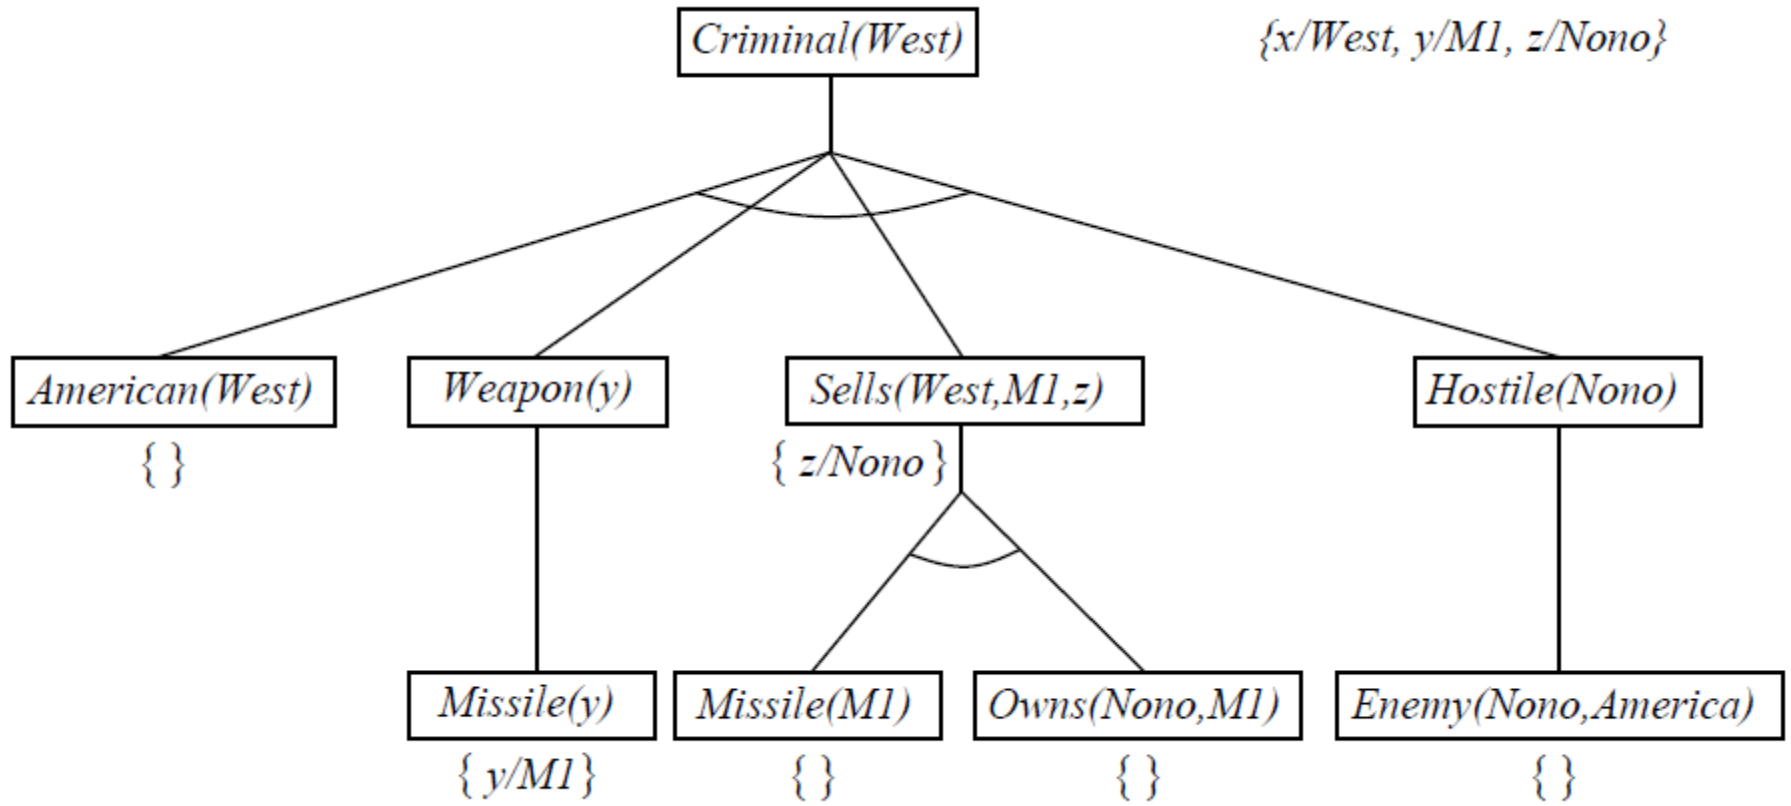 Criminal(West)
{x/West, y/M1, z/Nono}
American(West)
Weapon(y)
Sells(West,M1,z)
Hostile(Nono)
{ }
{ z/Nono }
Missile(y)
Missile(M1)
Owns(Nono,M1)
Enemy(Nono,America)
{ y/M1 }
{ }
{ }
{ }